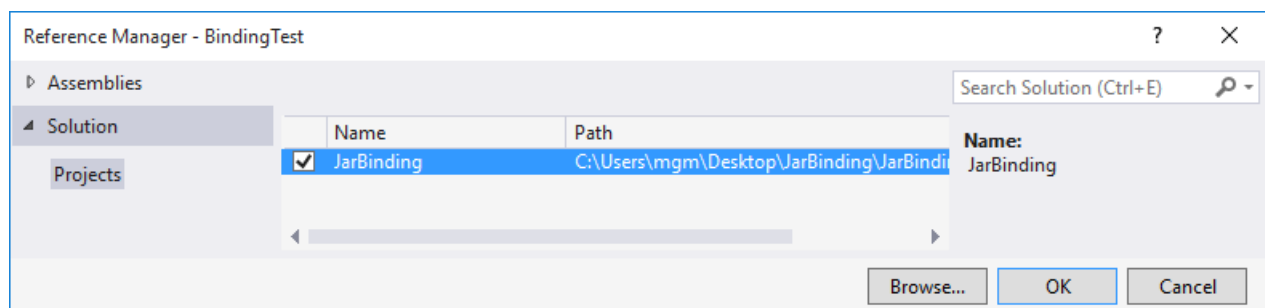 Reference Manager - BindingTest ?
Assemblies
Search Solution (Ctrl+E)
Solution
Projects
Name Path
JarBinding C:\Users\mgm\Desktop\JarBinding\JarBindi
Name:
JarBinding
Browse... OK Cancel